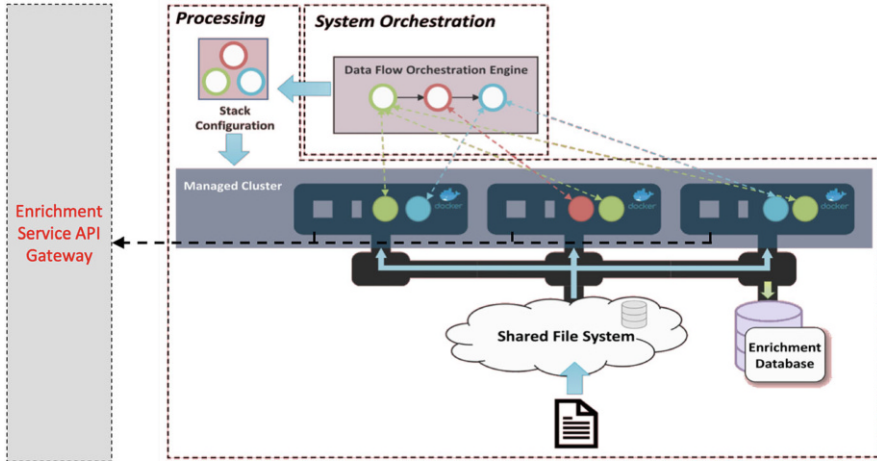 Processing
System Orchestration
Data Flow Orchestration Engine
Stack
Configuration
Managed Cluster
docker
docker
docker
Enrichment
Service API
Gateway
Shared File System
Enrichment
Database